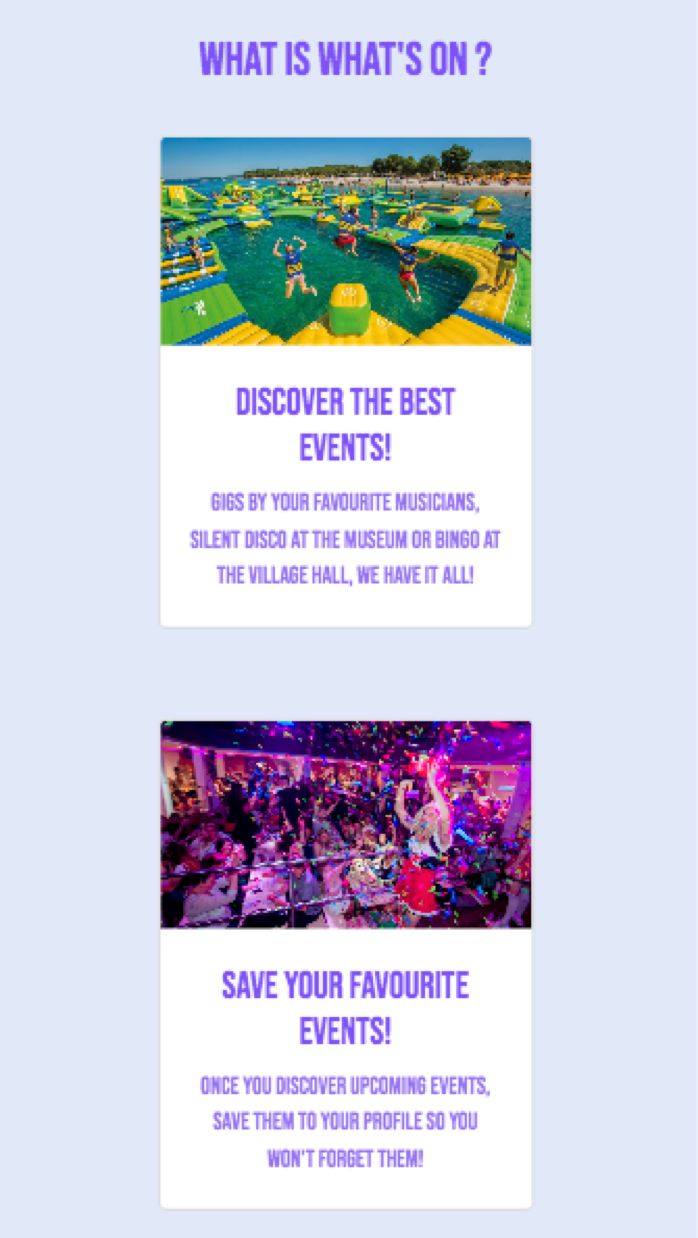 WHAT IS WHAT'S ON ?
DISCOVER THE BEST
EVENTS!
GIGS BY YOUR FAVOURITE MUSICIANS,
SILENT DISCO AT THE MUSEUM OR BINGO AT
THE VILLAGE HALL, WE HAVE IT ALL!
SAVE YOUR FAVOURITE
EVENTS!
ONCE YOU DISCOVER UPCOMING EVENTS,
SAVE THEM TO YOUR PROFILE SO YOU
WON'T FORGET THEM!